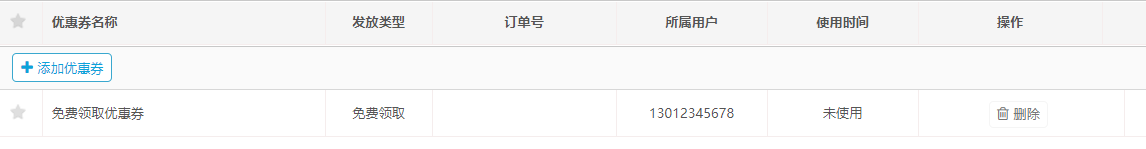 优惠券名称 发放类型 订单号 所属用户 使用时间 操作
添加优惠券
免费领取优惠券 免费领取 13012345678 未使用 删除